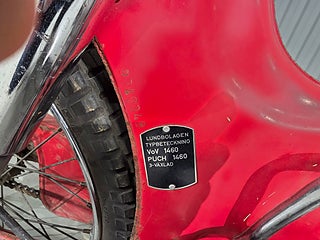 LUNDBOLAGEN
TYPBETECKNING
VoV 1460
PUCH 1460
3-VÄXLAD